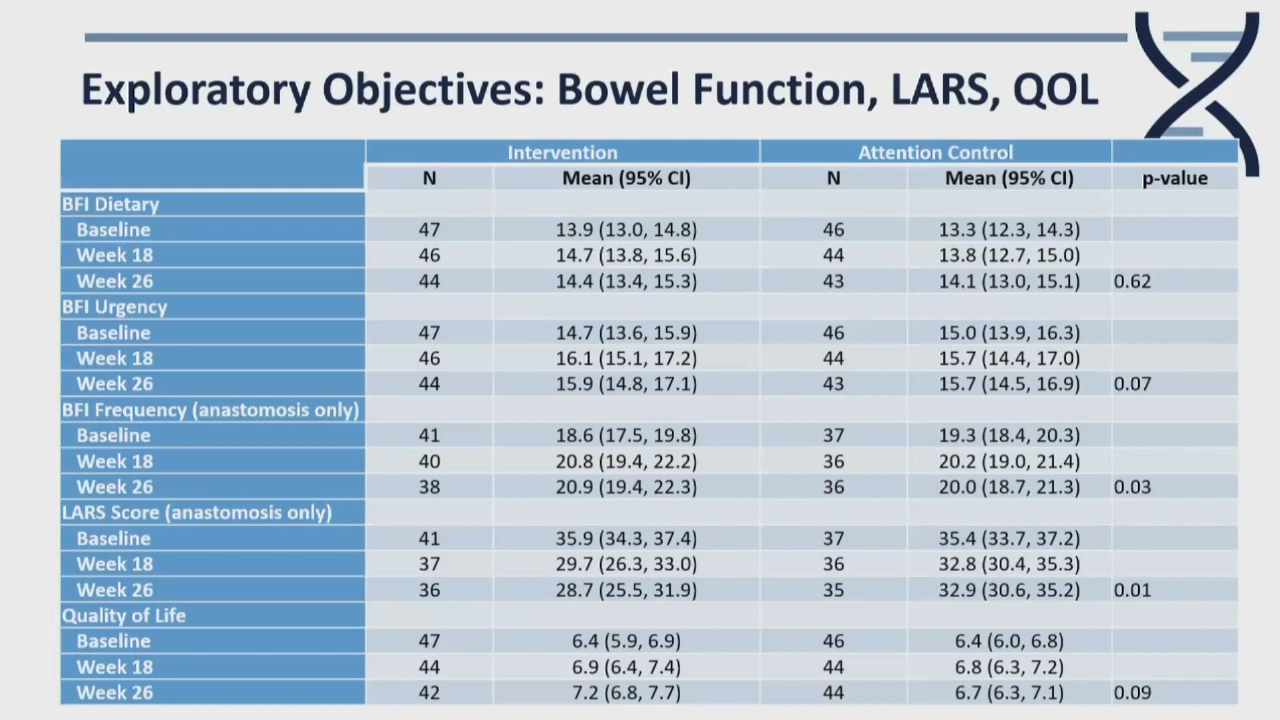 Exploratory Objectives: Bowel Function, LARS, QOL
Intervention Attention Control
N Mean (95% CI) N Mean (95% CI) p-value
BFI Dietary
Baseline 47 13.9 (13.0, 14.8) 46 13.3 (12.3, 14.3)
Week 18 46 14.7 (13.8, 15.6) 44 13.8 (12.7, 15.0)
Week 26 44 14.4 (13.4, 15.3) 43 14.1 (13.0, 15.1) 0.62
BFI Urgency
Baseline 47 14.7 (13.6, 15.9) 46 15.0 (13.9, 16.3)
Week 18 46 16.1 (15.1, 17.2) 44 15.7 (14.4, 17.0)
Week 26 44 15.9 (14.8, 17.1) 43 15.7 (14.5, 16.9) 0.07
BFI Frequency (anastomosis only)
Baseline 41 18.6 (17.5, 19.8) 37 19.3 (18.4, 20.3)
Week 18 40 20.8 (19.4, 22.2) 36 20.2 (19.0, 21.4)
Week 26 38 20.9 (19.4, 22.3) 36 20.0 (18.7, 21.3) 0.03
LARS Score (anastomosis only)
Baseline 41 35.9 (34.3, 37.4) 37 35.4 (33.7, 37.2)
Week 18 37 29.7 (26.3, 33.0) 36 32.8 (30.4, 35.3)
Week 26 36 28.7 (25.5, 31.9) 35 32.9 (30.6, 35.2) 0.01
Quality of Life
Baseline 47 6.4 (5.9, 6.9) 46 6.4 (6.0, 6.8)
Week 18 44 6.9 (6.4, 7.4) 44 6.8 (6.3, 7.2)
Week 26 42 7.2 (6.8, 7.7) 44 6.7 (6.3, 7.1) 0.09